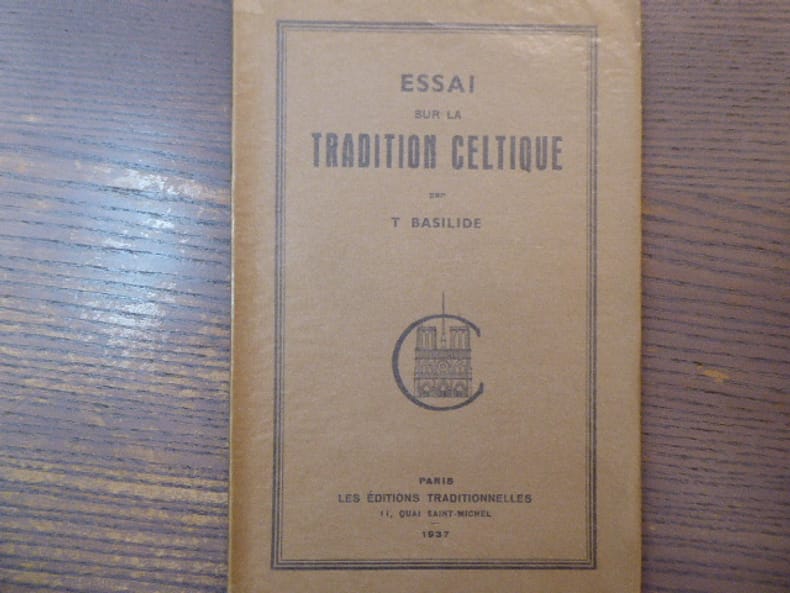 ESSAI
SUR LA
TRADITION CELTIQUE
par
T BASILIDE
PARIS
LES ÉDITIONS TRADITIONNELLES
11, QUAI SAINT-MICHEL
1937